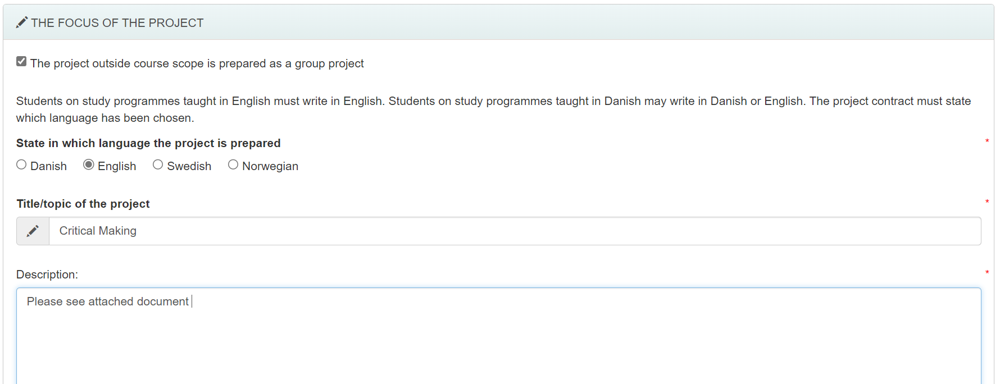 THE FOCUS OF THE PROJECT
The project outside course scope is prepared as a group project
Students on study programmes taught in English must write in English. Students on study programmes taught in Danish may write in Danish or English. The project contract must state
which language has been chosen.
State in which language the project is prepared *
Danish English Swedish Norwegian
Title/topic of the project *
Critical Making
Description: *
Please see attached document